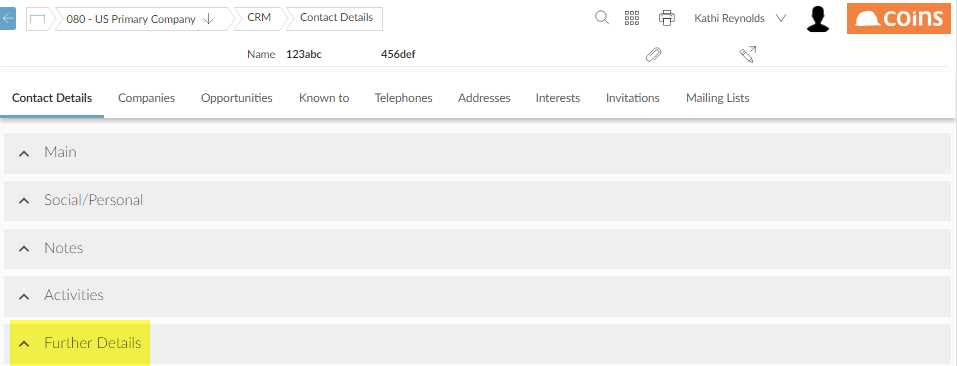 080 - US Primary Company CRM Contact Details Kathi Reynolds coins
Name 123abc 456def
Contact Details Companies Opportunities Known to Telephones Addresses Interests Invitations Mailing Lists
Main
Social/Personal
Notes
Activities
Further Details